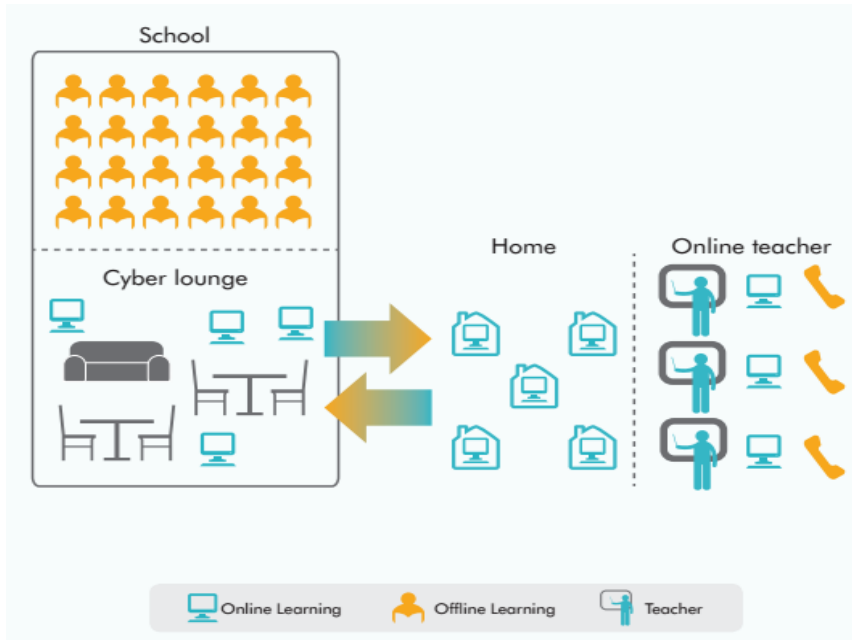 School
Cyber lounge
Home
Online teacher
Online Learning
Offline Learning
Teacher